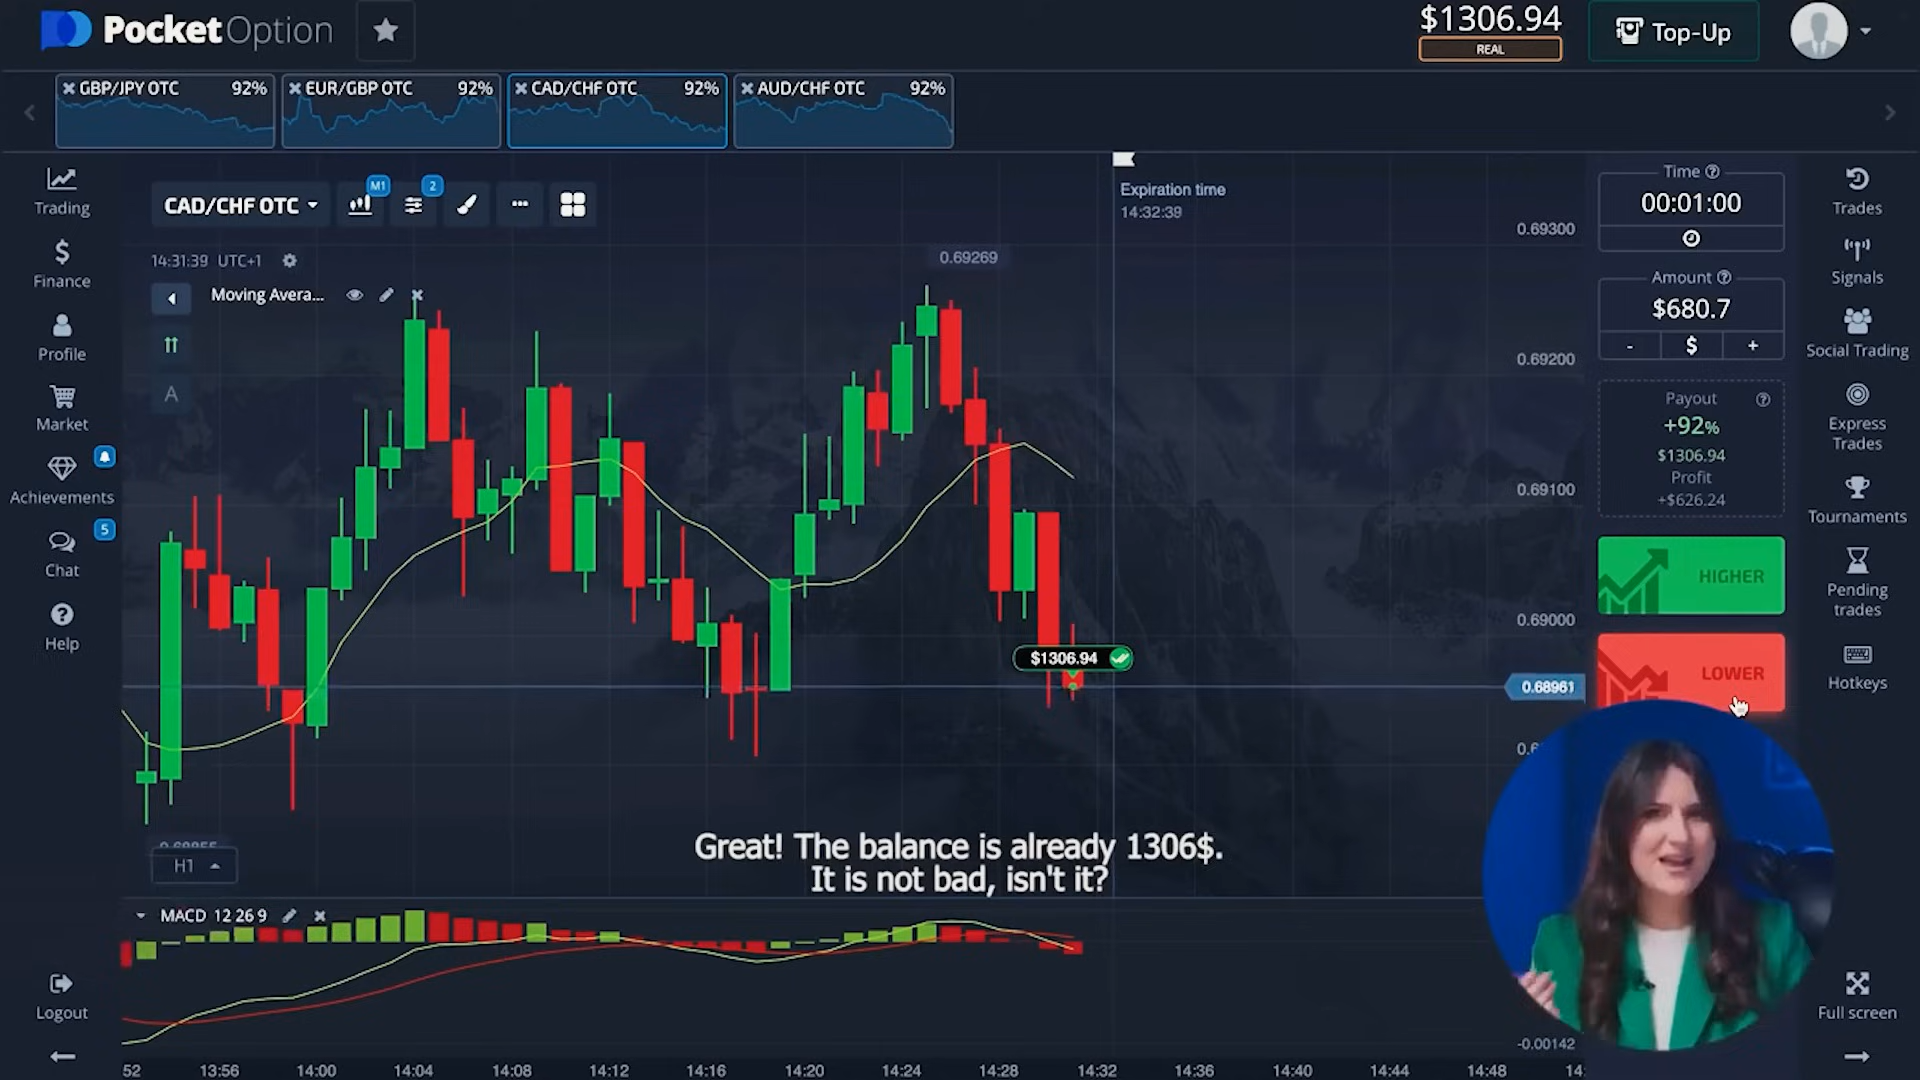 PocketOption
$1306.94
REAL
Top-Up
GBP/JPY OTC 92%
EUR/GBP OTC 92%
CAD/CHF OTC 92%
AUD/CHF OTC 92%
Trading
Finance
Profile
Market
Achievements
5
Chat
Help
Logout
CAD/CHF OTC
M1
2
14:31:39 UTC+1
Moving Avera...
A
0.69269
Expiration time
14:32:39
0.69300
0.69200
0.69100
0.69000
0.68961
$1306.94
H1
Great! The balance is already 1306$.
It is not bad, isn't it?
MACD 12 26 9
-0.00142
52 13:56 14:00 14:04 14:08 14:12 14:16 14:20 14:24 14:28 14:32 14:36 14:40 14:44 14:48
Time
00:01:00
Amount
$680.7
- $ +
Payout
+92%
$1306.94
Profit
+$626.24
HIGHER
LOWER
Trades
Signals
Social Trading
Express
Trades
Tournaments
Pending
trades
Hotkeys
Full screen